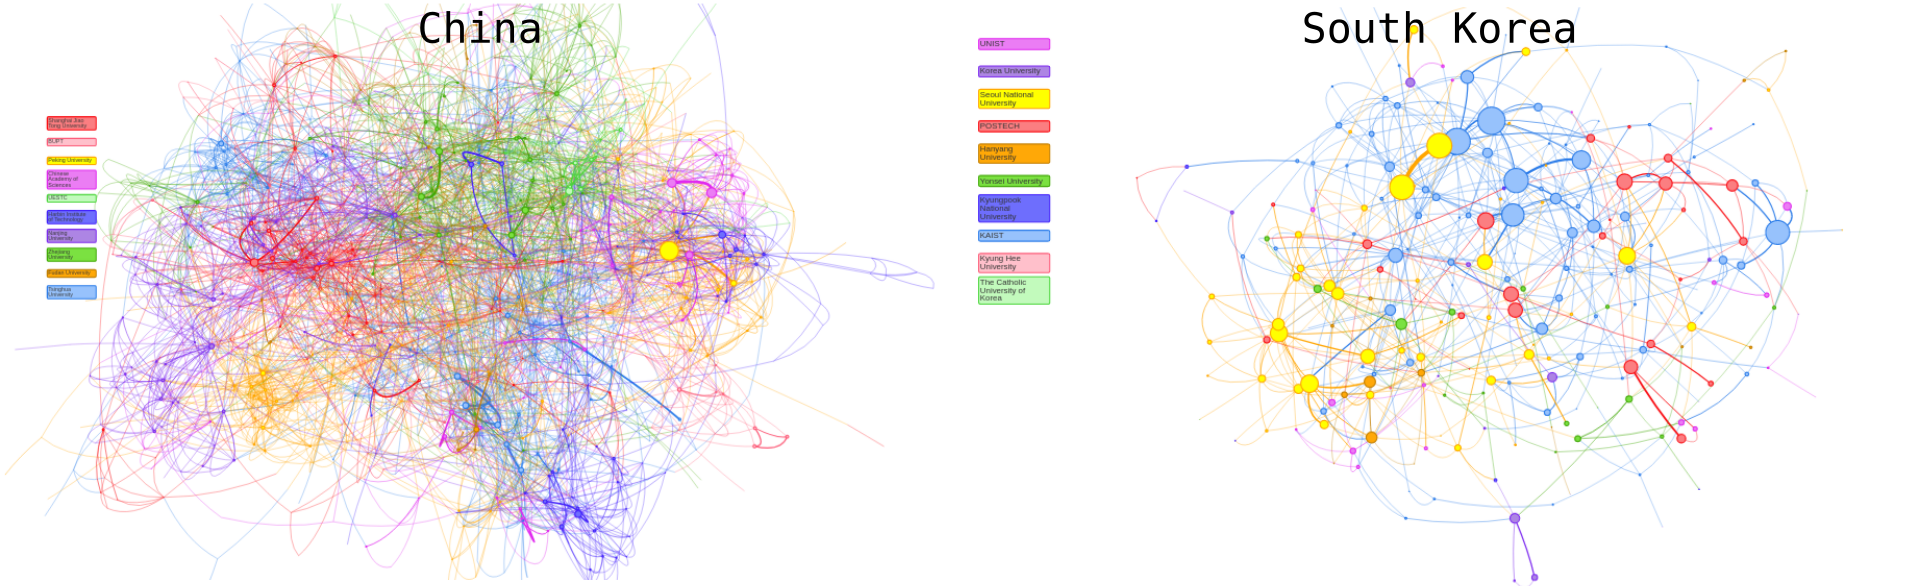 China
Shanghai Jiao
Tong University
BUPT
Peking University
Chinese
Academy of
Sciences
UESTC
Harbin Institute
of Technology
Nanjing
University
Zhejiang
University
Fudan University
Tsinghua
University
South Korea
UNIST
Korea University
Seoul National
University
POSTECH
Hanyang
University
Yonsei University
Kyungpook
National
University
KAIST
Kyung Hee
University
The Catholic
University of
Korea